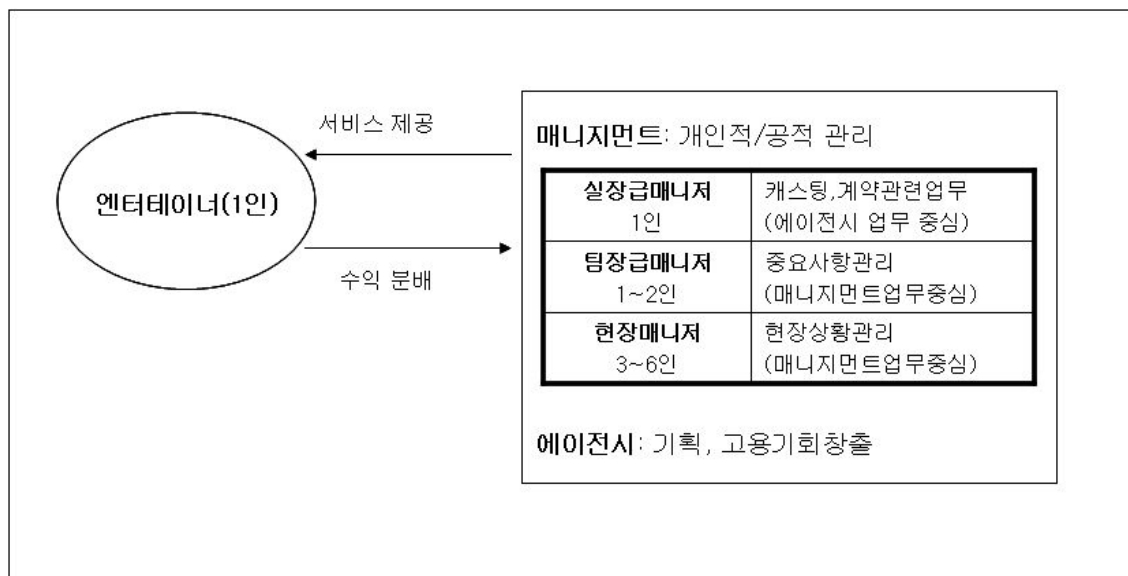 서비스 제공
엔터테이너(1인)
수익 분배
매니지먼트: 개인적/공적 관리
실장급매니저
1인
캐스팅,계약관련업무
(에이전시 업무 중심)
팀장급매니저
1~2인
중요사항관리
(매니지먼트업무중심)
현장매니저
3~6인
현장상황관리
(매니지먼트업무중심)
에이전시: 기획, 고용기회창출